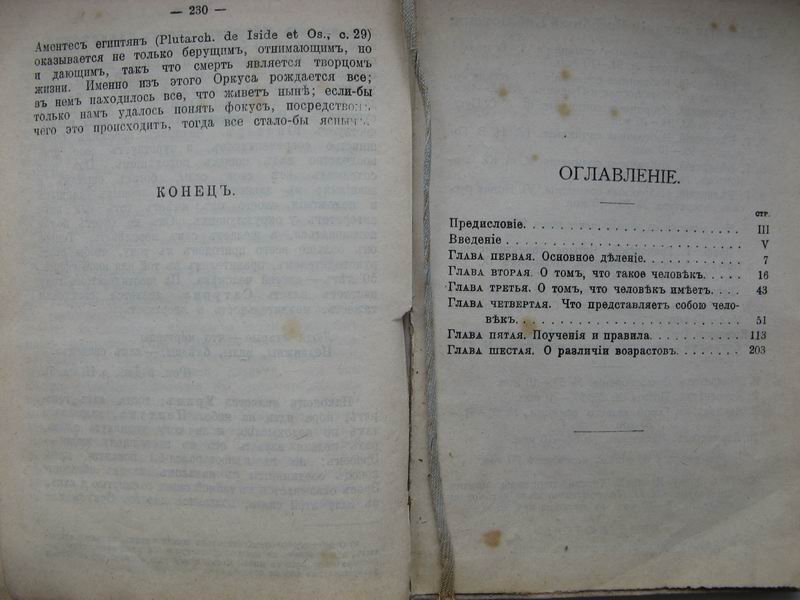 — 230 —
Аментесъ египтянъ (Plutarch. de Iside et Os., с. 29)
оказывается не только берущимъ, отнимающимъ, но
и дающимъ, такъ что смерть является творцомъ
жизни. Именно изъ этого Оркуса рождается все;
въ немъ находилось все, что живетъ нынѣ; если-бы
только намъ удалось понять фокусъ, посредствомъ
чего это происходитъ, тогда все стало-бы яснымъ.
КОНЕЦЪ.
ОГЛАВЛЕНІЕ.
СТР.
Предисловіе. III
Введеніе V
Глава первая. Основное дѣленіе. 7
Глава вторая. О томъ, что такое человѣкъ. 16
Глава третья. О томъ, что человѣкъ имѣетъ. 43
Глава четвертая. Что представляетъ собою чело-
вѣкъ. 51
Глава пятая. Поученія и правила. 113
Глава шестая. О различіи возрастовъ. 203